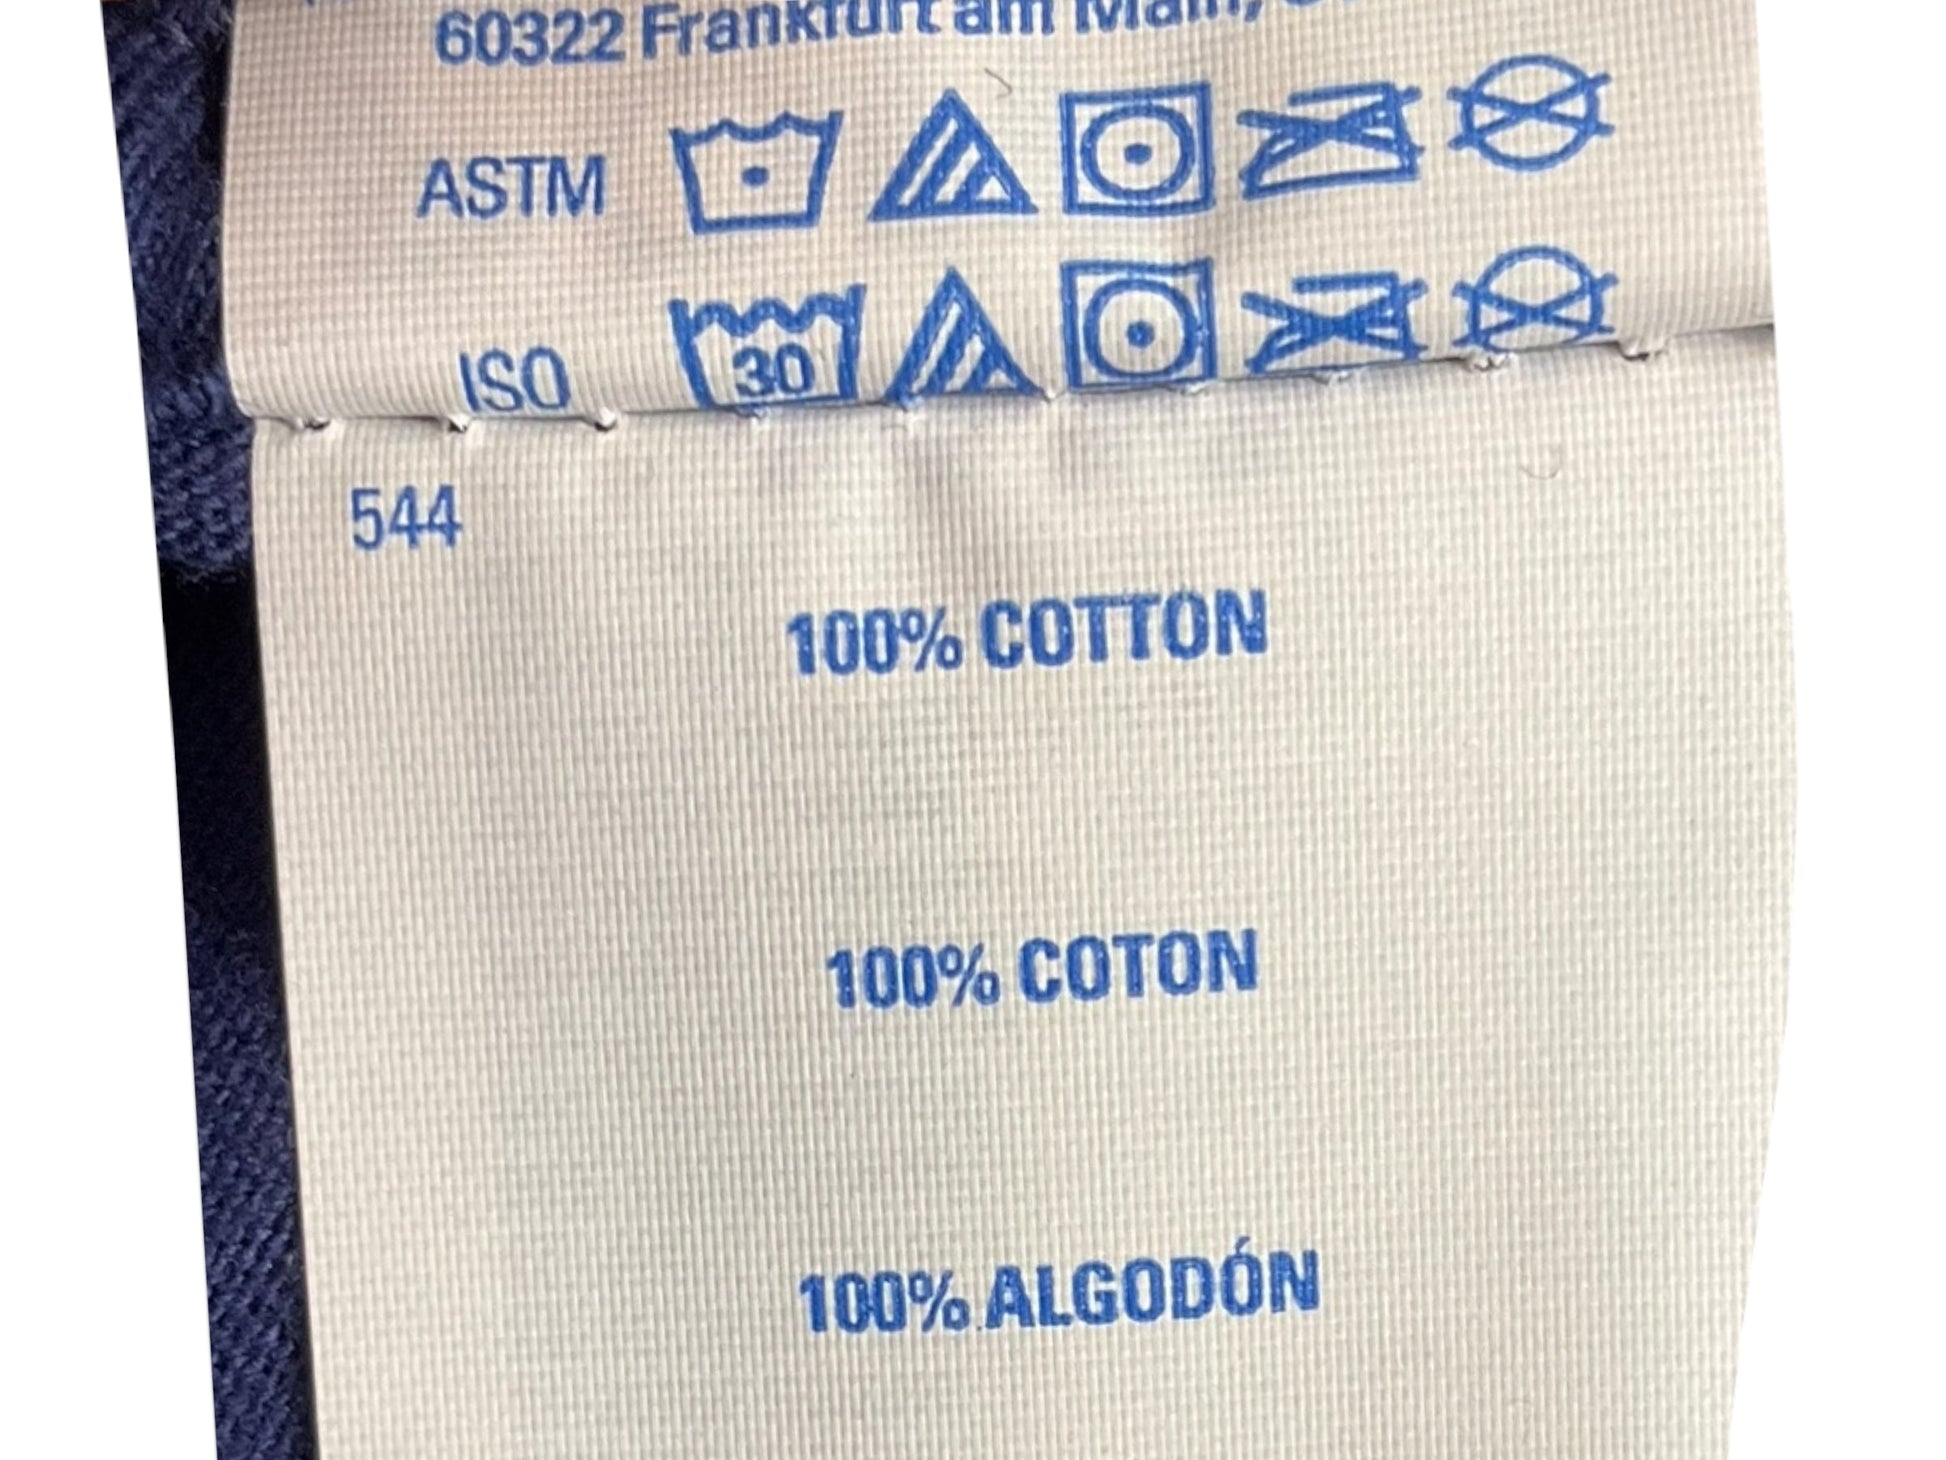 60322 Frankfurt am Main,
ASTM
ISO 30
544
100% COTTON
100% COTON
100% ALGODÓN